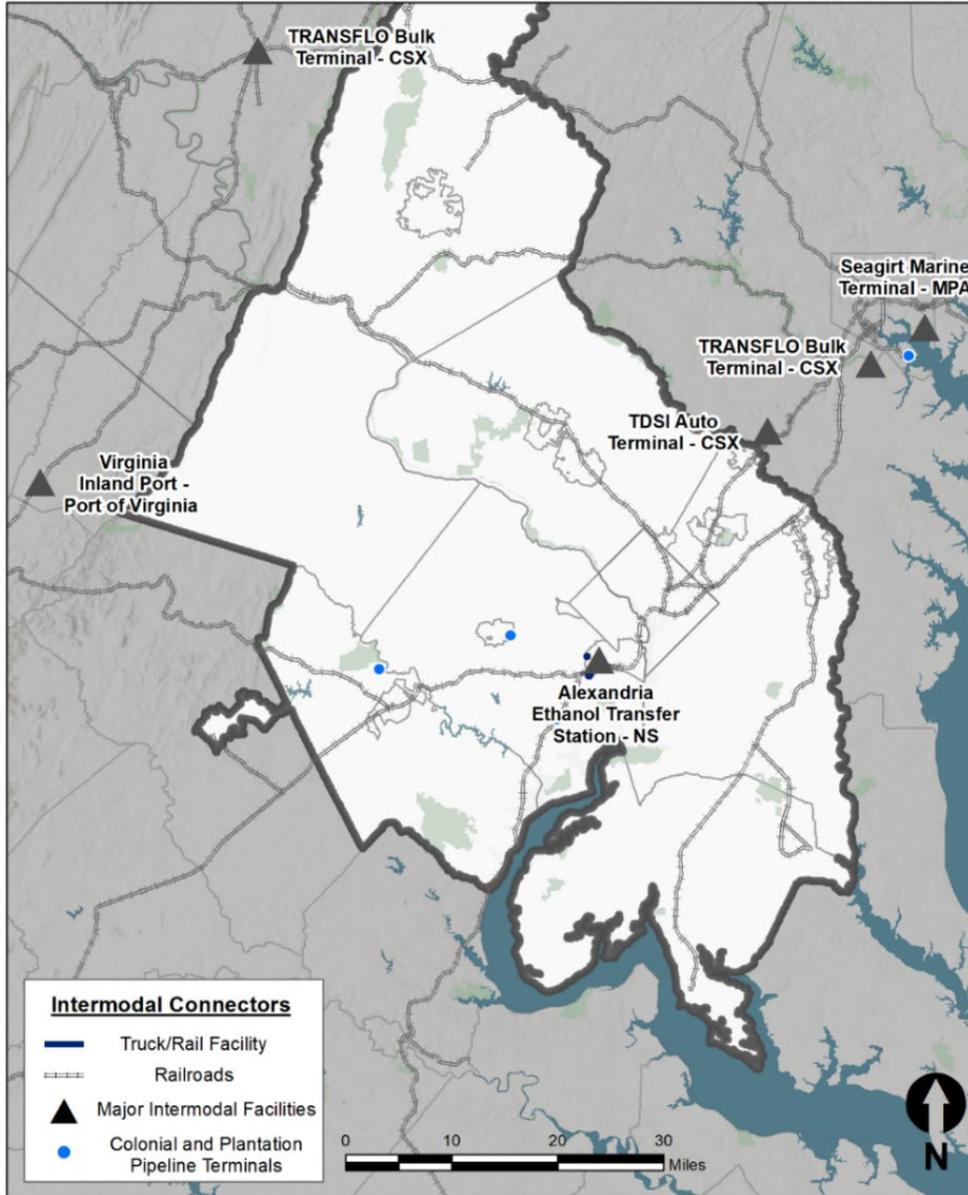 TRANSFLO Bulk
Terminal - CSX
Seagirt Marine
Terminal - MPA
TRANSFLO Bulk
Terminal - CSX
TDSI Auto
Terminal - CSX
Virginia
Inland Port -
Port of Virginia
Alexandria
Ethanol Transfer
Station - NS
Intermodal Connectors
Truck/Rail Facility
Railroads
Major Intermodal Facilities
Colonial and Plantation
Pipeline Terminals
0 10 20 30
Miles
N